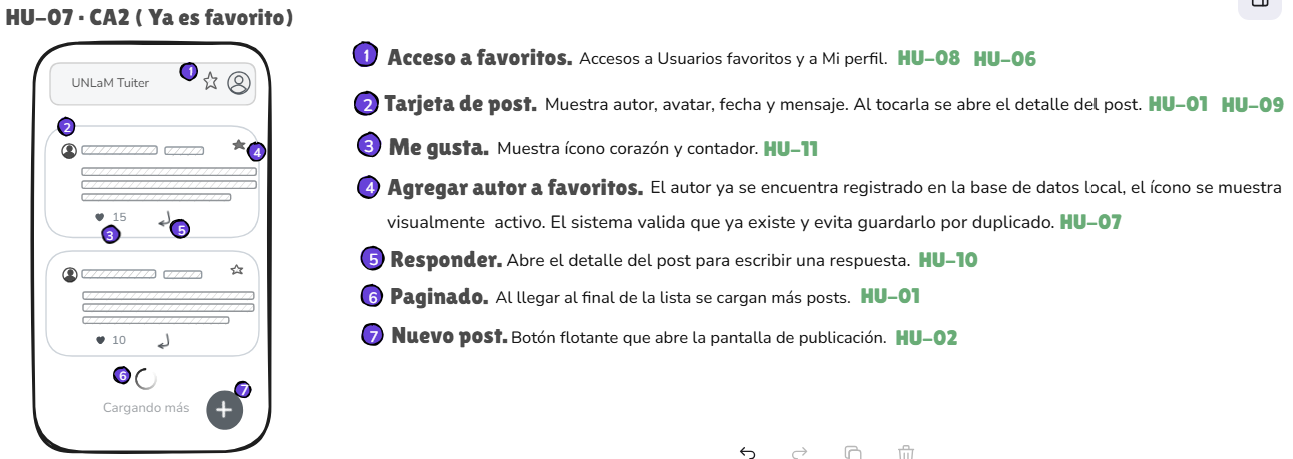 HU-07 · CA2 ( Ya es favorito)
UNLaM Tuiter
1
2
4
15
3
5
10
6
7
Cargando más
1 Acceso a favoritos. Accesos a Usuarios favoritos y a Mi perfil. HU-08 HU-06
2 Tarjeta de post. Muestra autor, avatar, fecha y mensaje. Al tocarla se abre el detalle del post. HU-01 HU-09
3 Me gusta. Muestra ícono corazón y contador. HU-11
4 Agregar autor a favoritos. El autor ya se encuentra registrado en la base de datos local, el ícono se muestra
visualmente activo. El sistema valida que ya existe y evita guardarlo por duplicado. HU-07
5 Responder. Abre el detalle del post para escribir una respuesta. HU-10
6 Paginado. Al llegar al final de la lista se cargan más posts. HU-01
7 Nuevo post. Botón flotante que abre la pantalla de publicación. HU-02